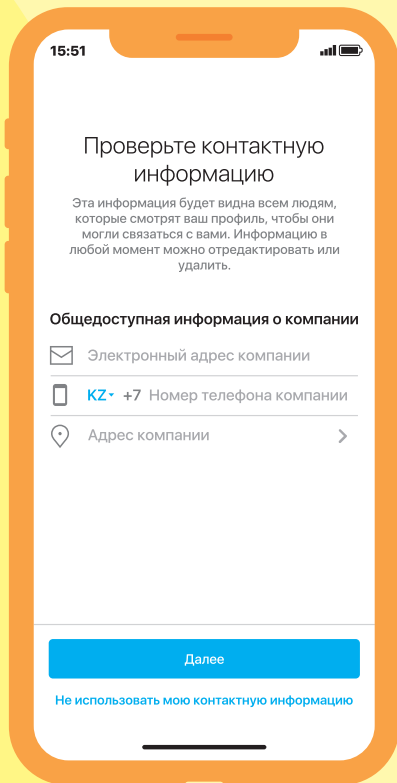 15:51
Проверьте контактную
информацию
Эта информация будет видна всем людям,
которые смотрят ваш профиль, чтобы они
могли связаться с вами. Информацию в
любой момент можно отредактировать или
удалить.
Общедоступная информация о компании
Электронный адрес компании
KZ +7 Номер телефона компании
Адрес компании
Далее
Не использовать мою контактную информацию